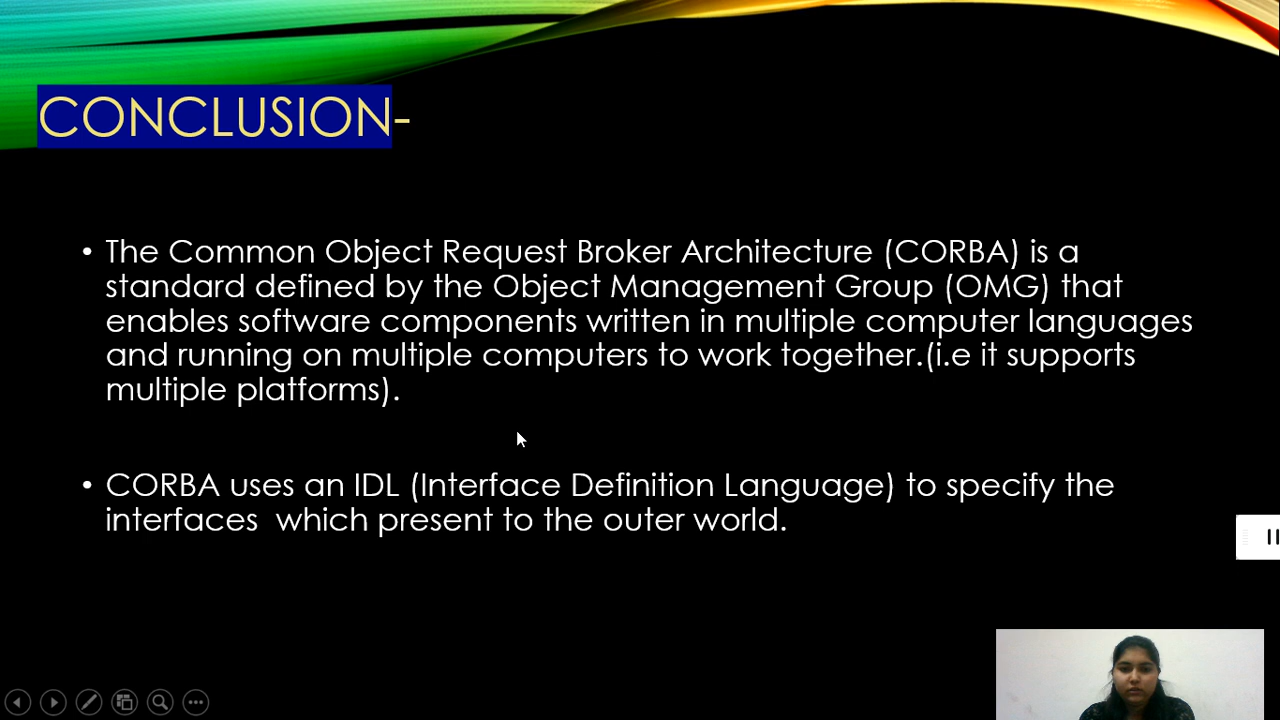 CONCLUSION-
• The Common Object Request Broker Architecture (CORBA) is a
standard defined by the Object Management Group (OMG) that
enables software components written in multiple computer languages
and running on multiple computers to work together.(i.e it supports
multiple platforms).
• CORBA uses an IDL (Interface Definition Language) to specify the
interfaces  which present to the outer world.